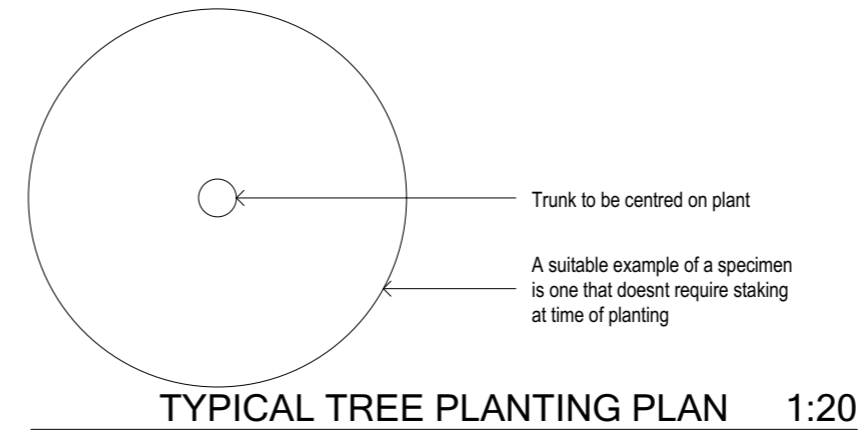 Trunk to be centred on plant
A suitable example of a specimen
is one that doesnt require staking
at time of planting
TYPICAL TREE PLANTING PLAN 1:20